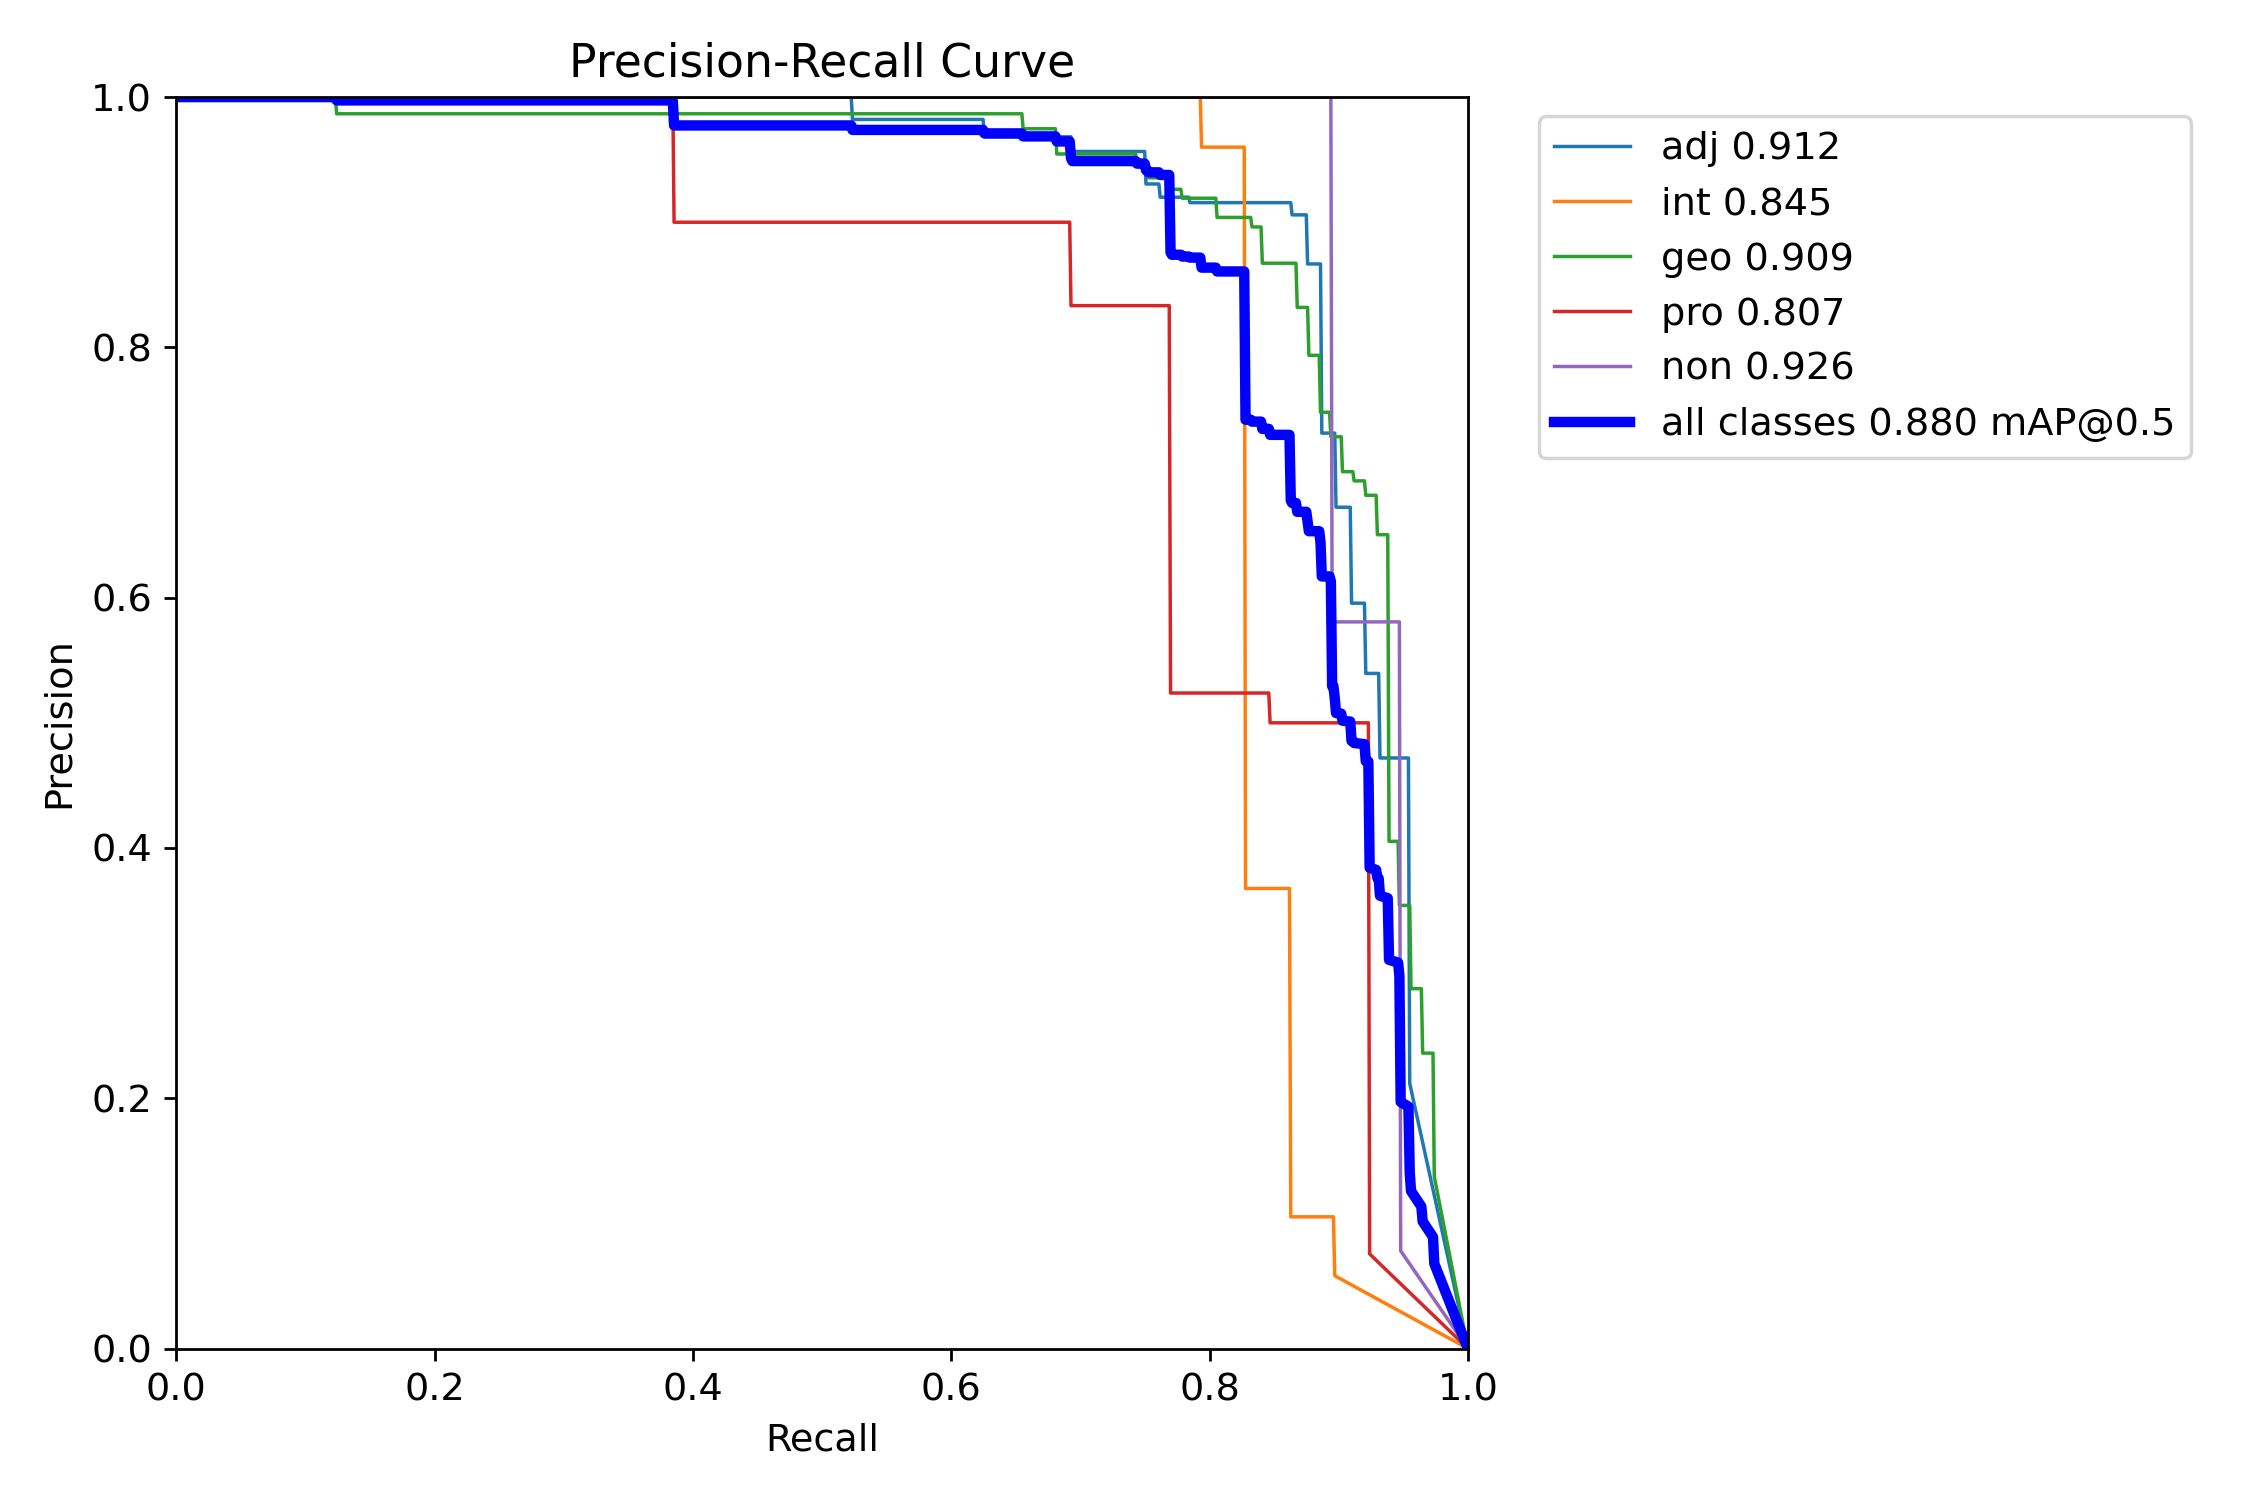 Precision-Recall Curve
1.0
0.8
0.6
0.4
0.2
0.0
Precision
0.0 0.2 0.4 0.6 0.8 1.0
Recall
adj 0.912
int 0.845
geo 0.909
pro 0.807
non 0.926
all classes 0.880 mAP@0.5